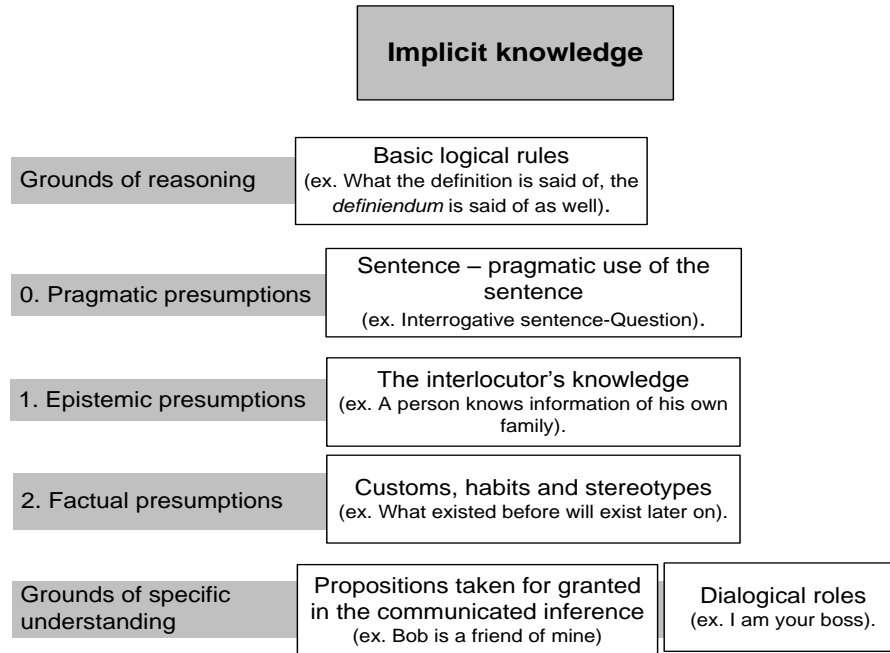 Implicit knowledge
Grounds of reasoning
Basic logical rules
(ex. What the definition is said of, the
definiendum is said of as well).
0. Pragmatic presumptions
Sentence – pragmatic use of the
sentence
(ex. Interrogative sentence-Question).
1. Epistemic presumptions
The interlocutor’s knowledge
(ex. A person knows information of his own
family).
2. Factual presumptions
Customs, habits and stereotypes
(ex. What existed before will exist later on).
Grounds of specific
understanding
Propositions taken for granted
in the communicated inference
(ex. Bob is a friend of mine)
Dialogical roles
(ex. I am your boss).